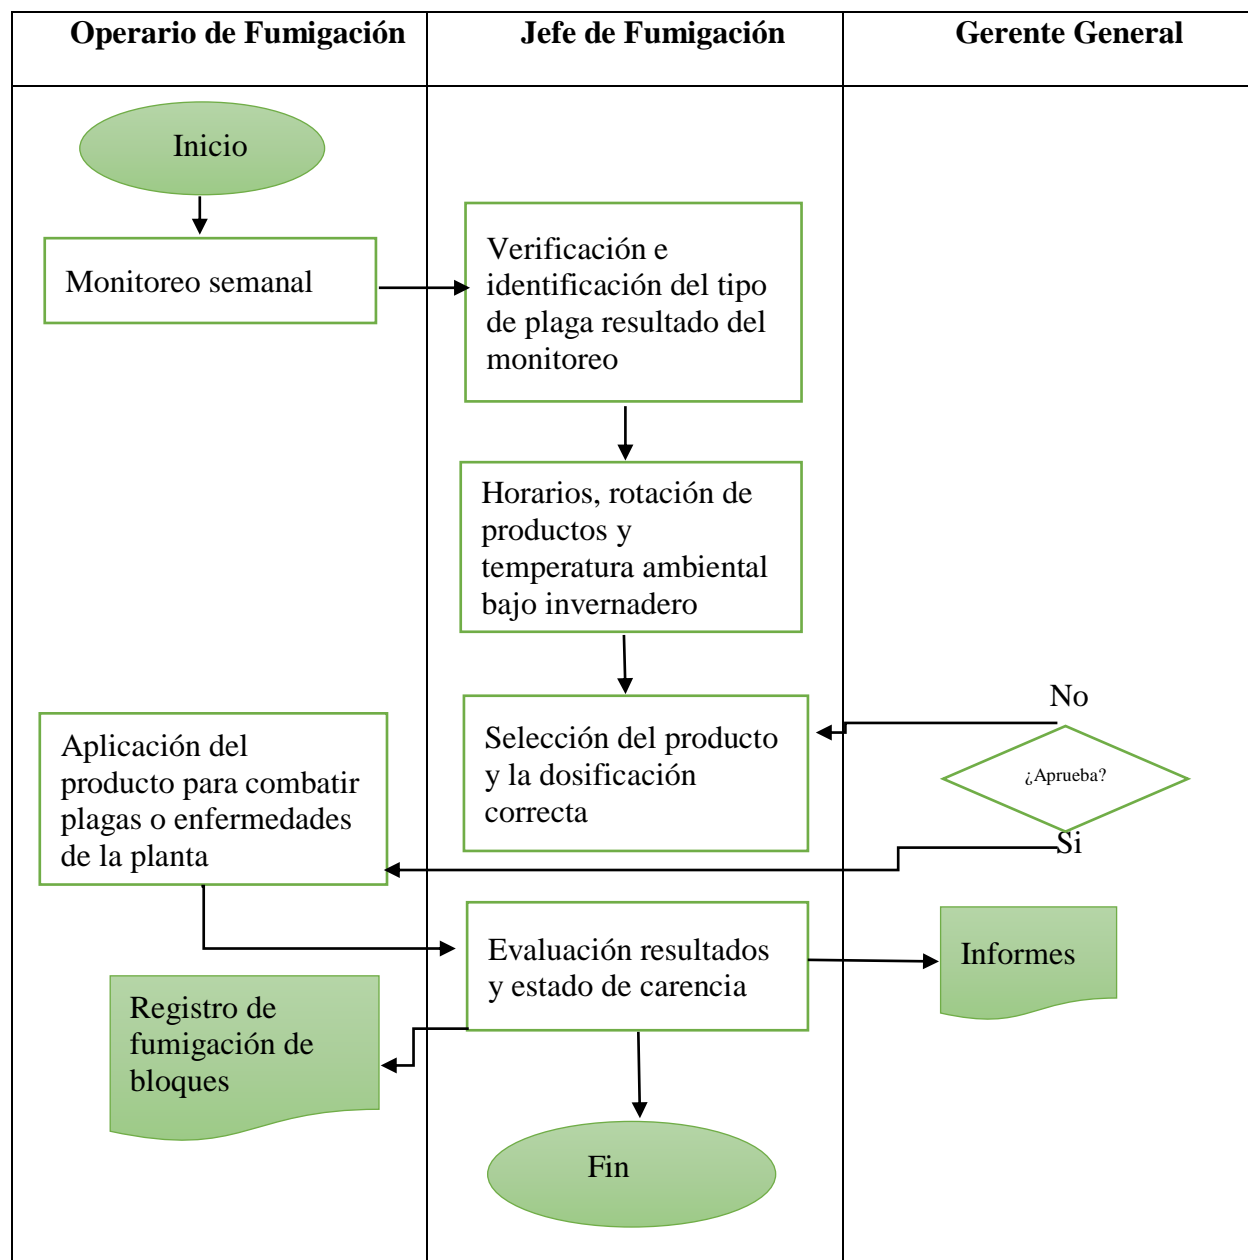 Operario de Fumigación
Jefe de Fumigación
Gerente General
Inicio
Monitoreo semanal
Verificación e
identificación del tipo
de plaga resultado del
monitoreo
Horarios, rotación de
productos y
temperatura ambiental
bajo invernadero
Selección del producto
y la dosificación
correcta
No
¿Aprueba?
Si
Aplicación del
producto para combatir
plagas o enfermedades
de la planta
Evaluación resultados
y estado de carencia
Informes
Registro de
fumigación de
bloques
Fin